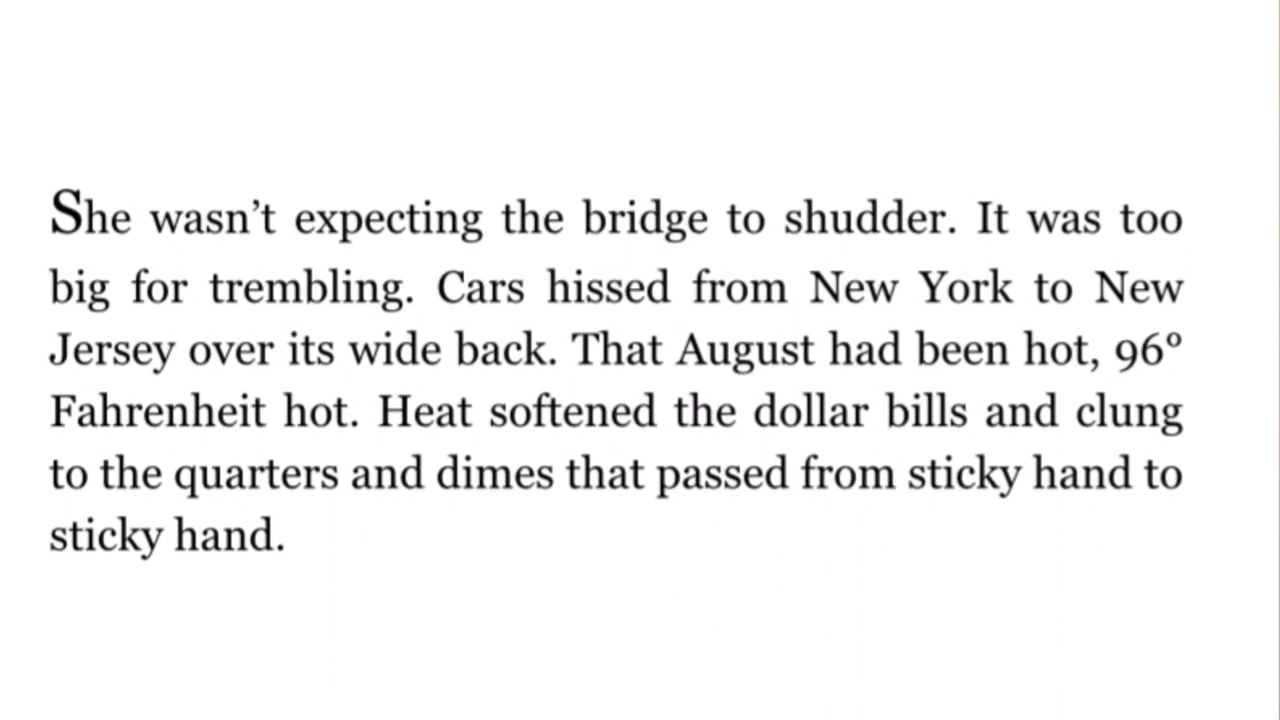 She wasn’t expecting the bridge to shudder. It was too
big for trembling. Cars hissed from New York to New
Jersey over its wide back. That August had been hot, 96º
Fahrenheit hot. Heat softened the dollar bills and clung
to the quarters and dimes that passed from sticky hand to
sticky hand.